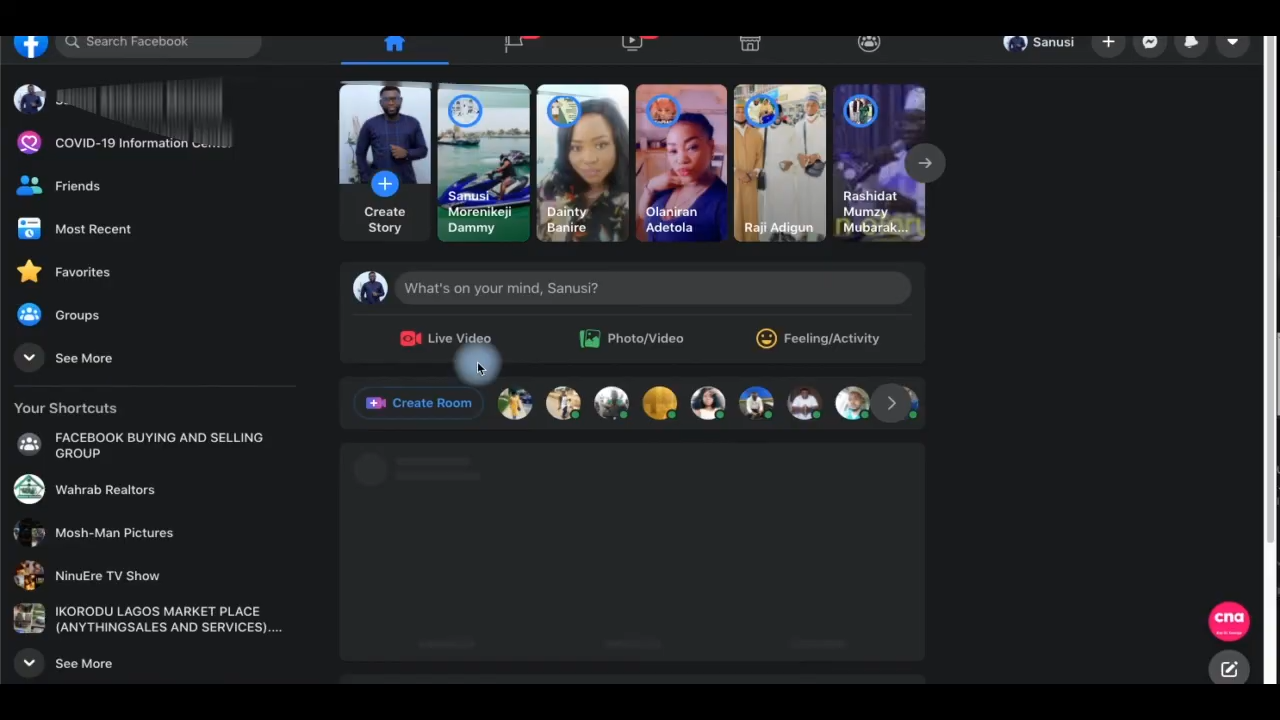 Search Facebook
Sanusi
COVID-19 Information
Friends
Most Recent
Favorites
Groups
See More
Your Shortcuts
FACEBOOK BUYING AND SELLING
GROUP
Wahrab Realtors
Mosh-Man Pictures
NinuEre TV Show
IKORODU LAGOS MARKET PLACE
(ANYTHINGSALES AND SERVICES)....
See More
Create
Story
Sanusi
Morenikeji
Dammy
Dainty
Banire
Olaniran
Adetola
Raji Adigun
Rashidat
Mumzy
Mubarak...
What's on your mind, Sanusi?
Live Video
Photo/Video
Feeling/Activity
Create Room
cna